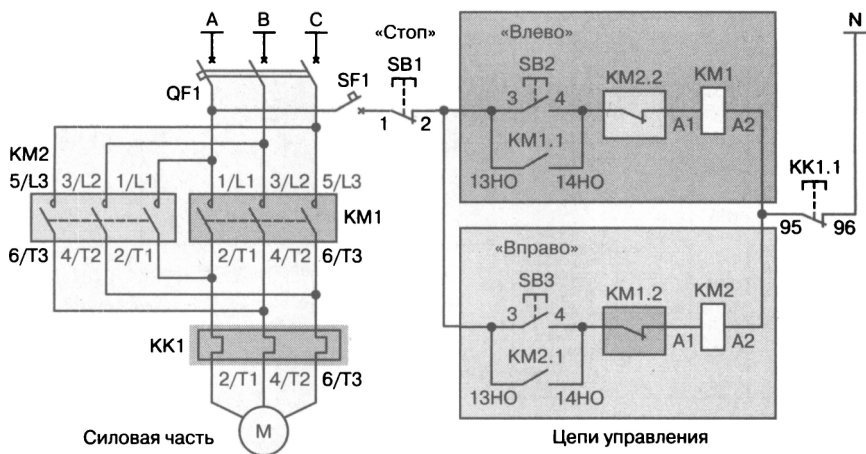 A B C N
«Стоп» «Влево»
SB1 SB2 KM2.2 KM1
SF1
QF1
3 4
1 2
A1 A2
KM1.1
13НО 14НО
KM2
5/L3 3/L2 1/L1 1/L1 3/L2 5/L3
KM1
KK1.1
95 96
6/T3 4/T2 2/T1 2/T1 4/T2 6/T3
«Вправо»
SB3 KM1.2 KM2
3 4
A1 A2
KM2.1
13НО 14НО
KK1
2/T1 4/T2 6/T3
M
Силовая часть Цепи управления